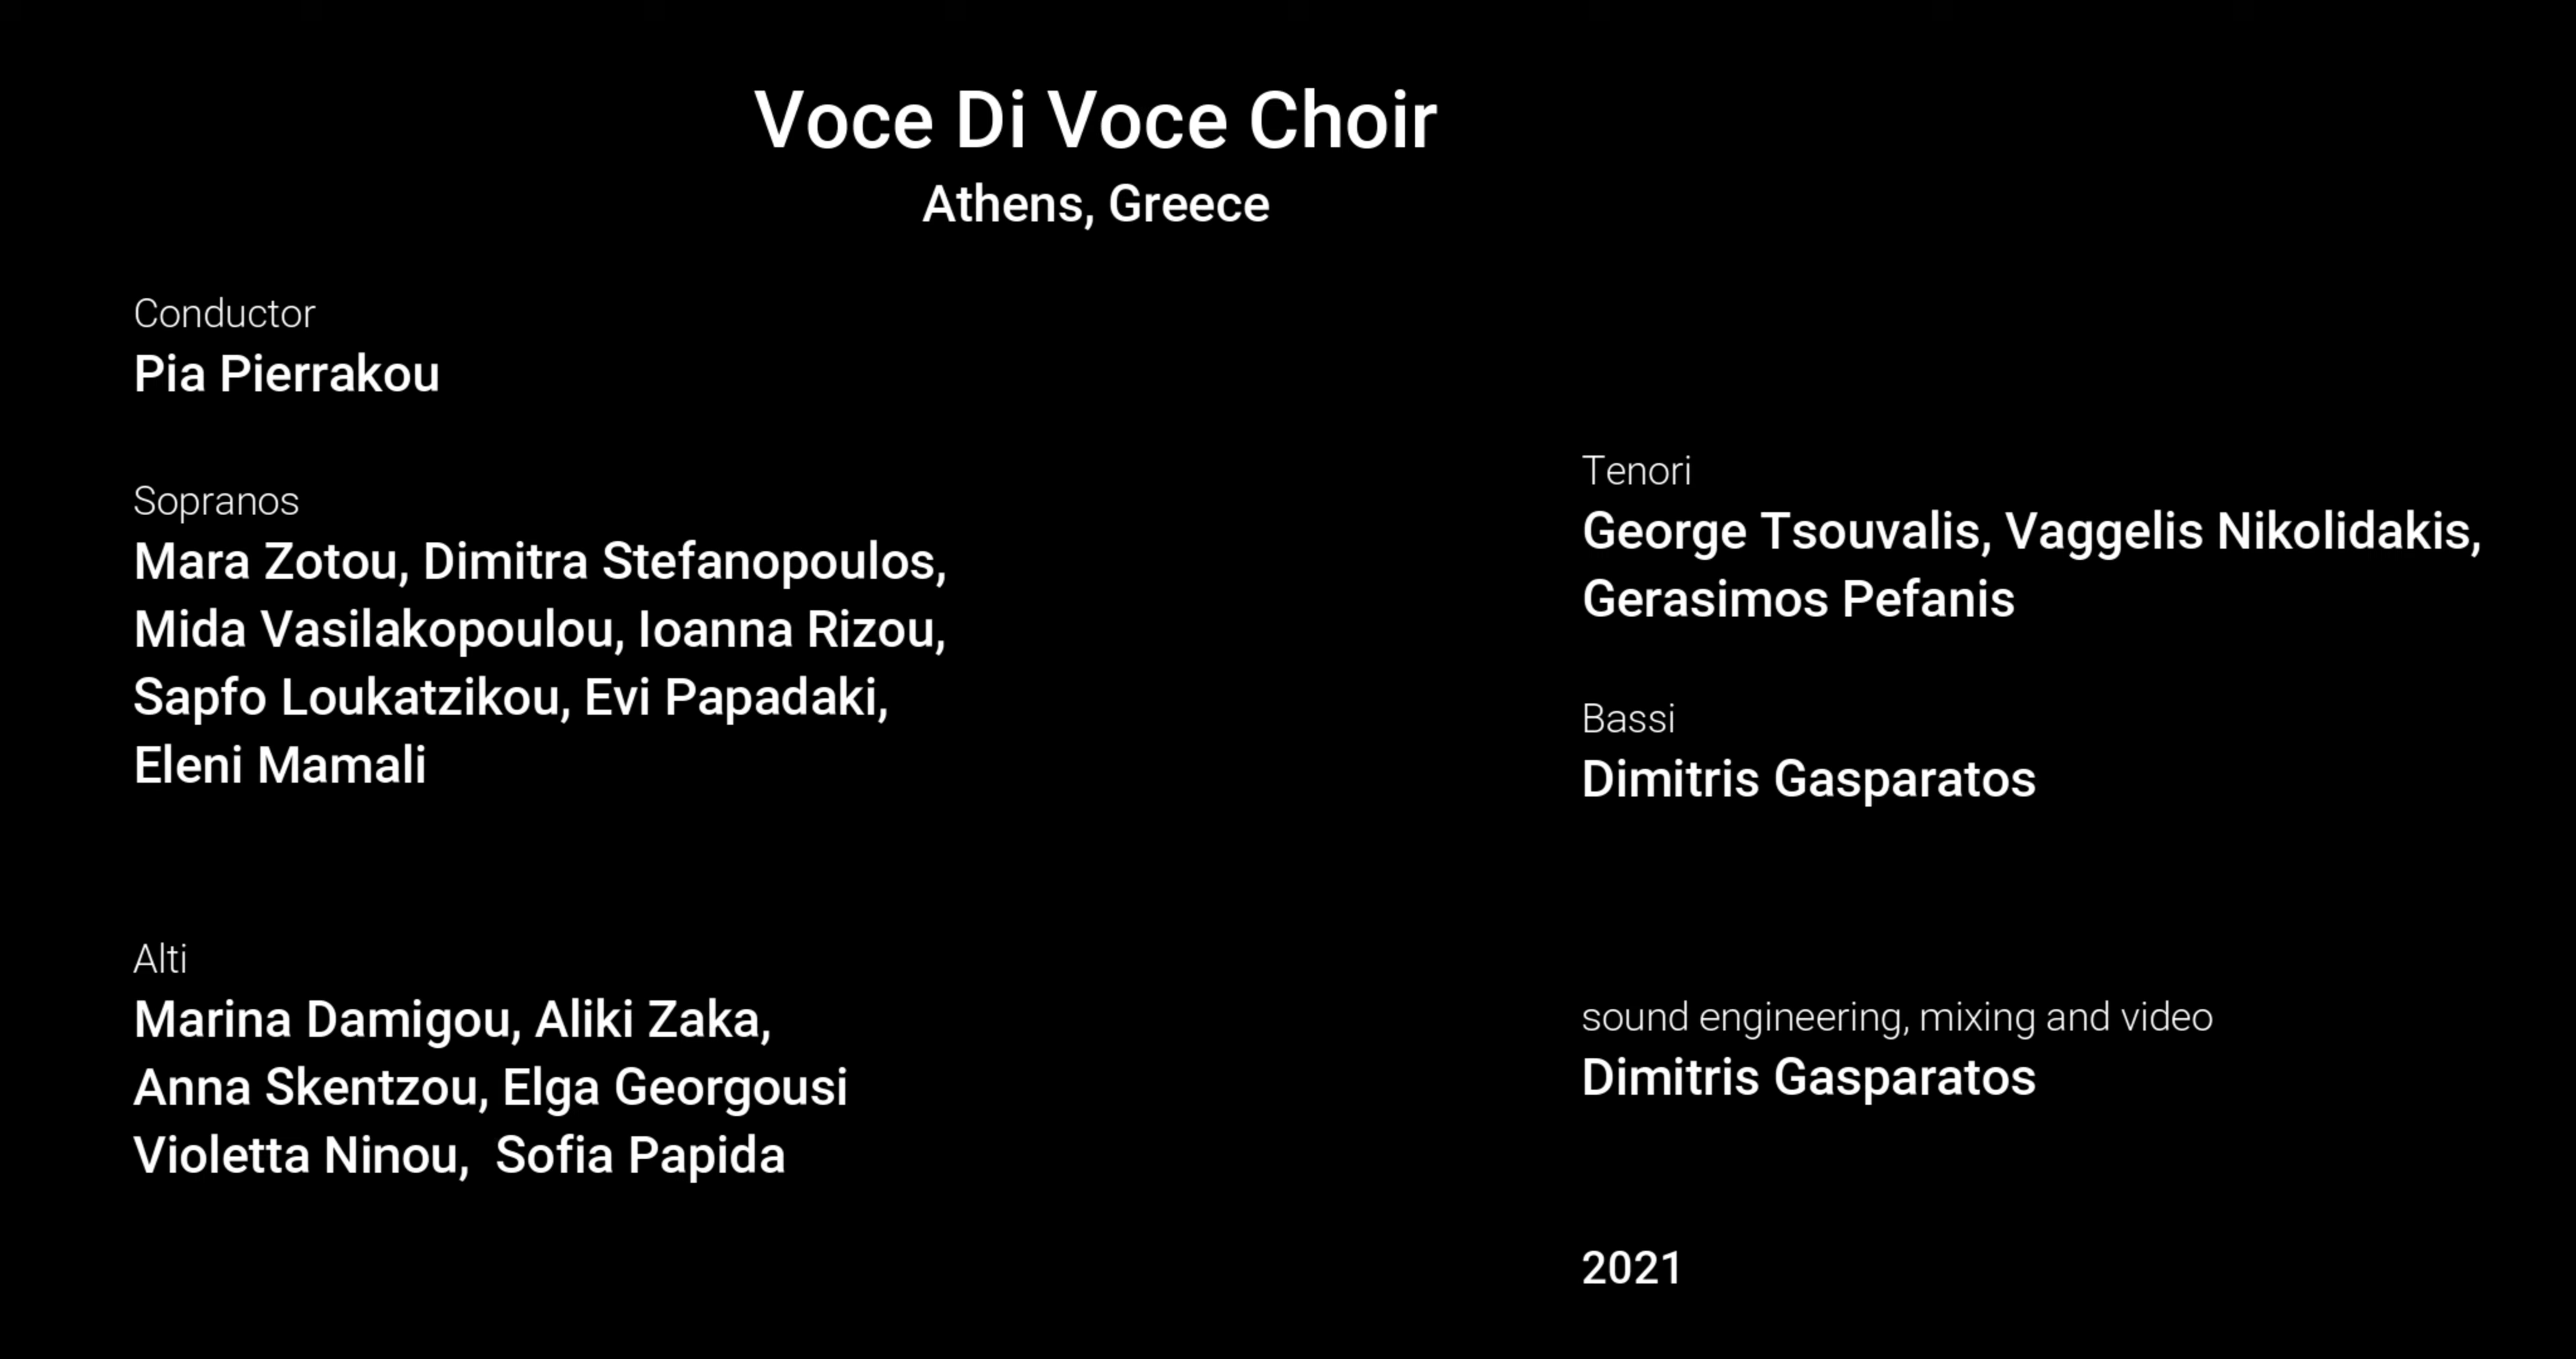 Voce Di Voce Choir
Athens, Greece
Conductor
Pia Pierrakou
Sopranos
Mara Zotou, Dimitra Stefanopoulos,
Mida Vasilakopoulou, Ioanna Rizou,
Sapfo Loukatzikou, Evi Papadaki,
Eleni Mamali
Alti
Marina Damigou, Aliki Zaka,
Anna Skentzou, Elga Georgousi
Violetta Ninou,  Sofia Papida
Tenori
George Tsouvalis, Vaggelis Nikolidakis,
Gerasimos Pefanis
Bassi
Dimitris Gasparatos
sound engineering, mixing and video
Dimitris Gasparatos
2021